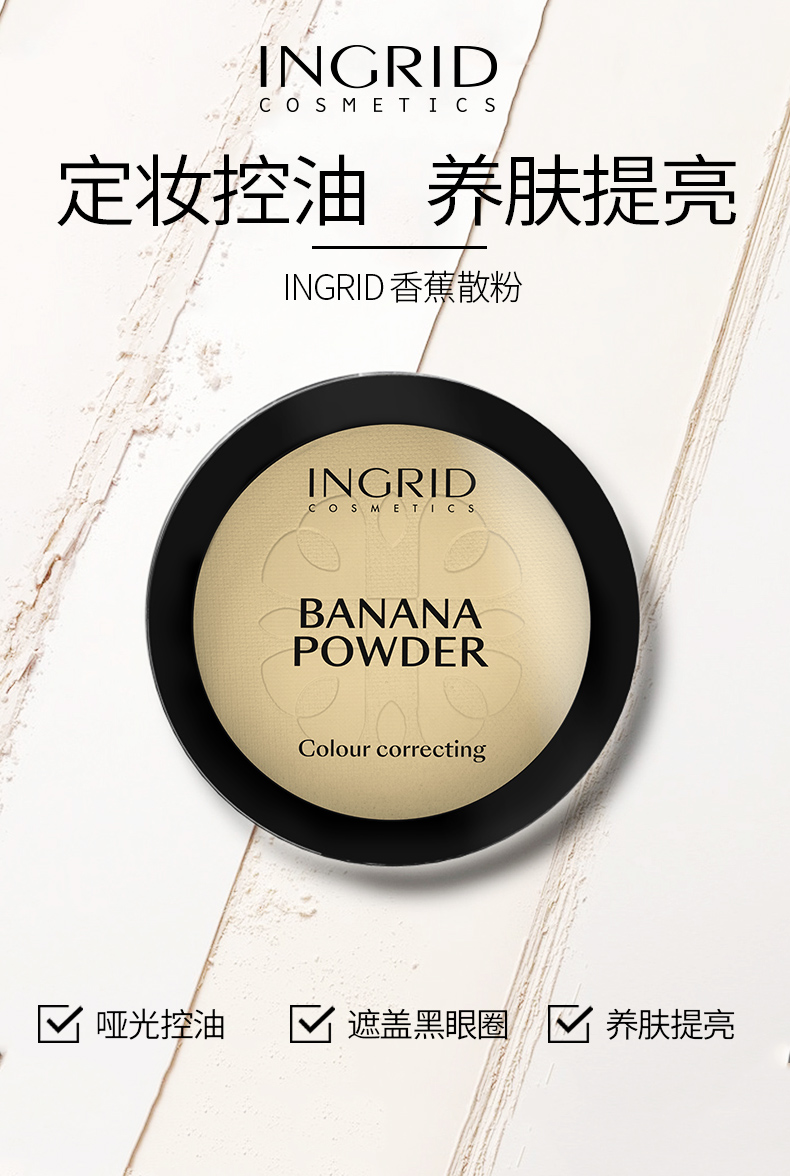 INGRID
COSMETICS
定妆控油 养肤提亮
INGRID 香蕉散粉
INGRID
COSMETICS
BANANA
POWDER
Colour correcting
哑光控油 遮盖黑眼圈 养肤提亮